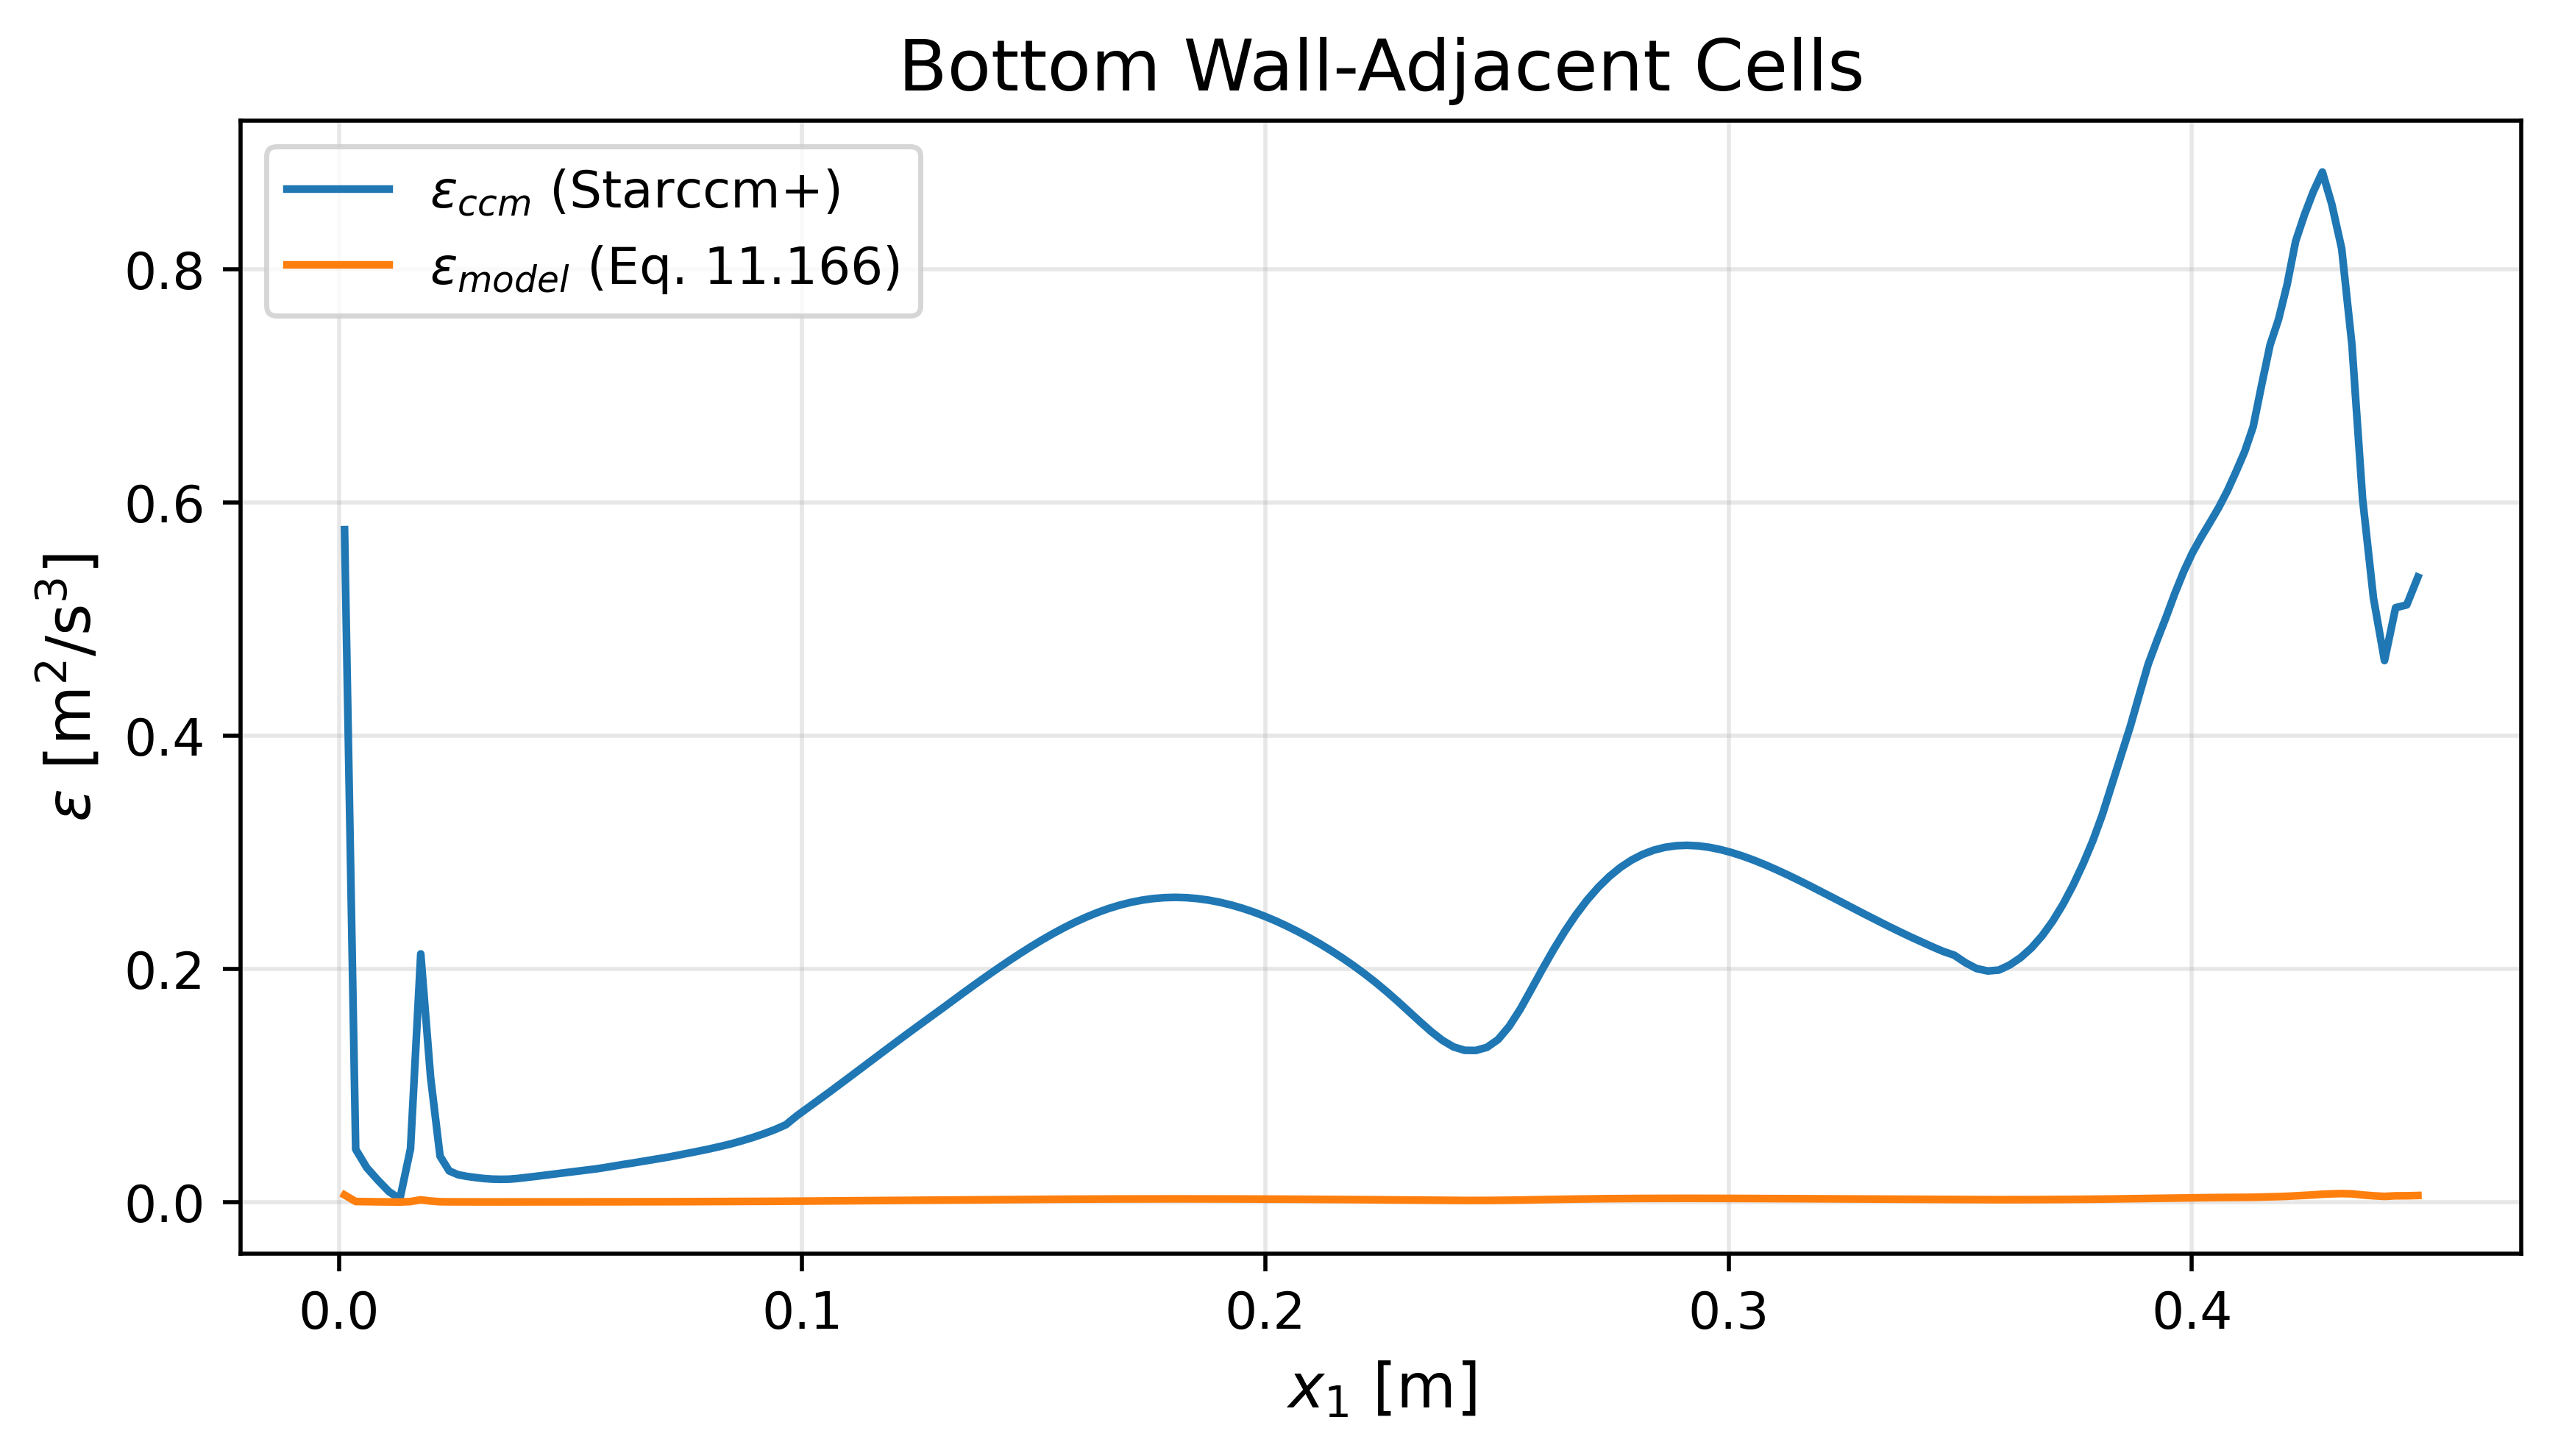 Bottom Wall-Adjacent Cells
ε_ccm (Starccm+)
ε_model (Eq. 11.166)
ε [m²/s³]
0.8
0.6
0.4
0.2
0.0
0.0 0.1 0.2 0.3 0.4
x₁ [m]